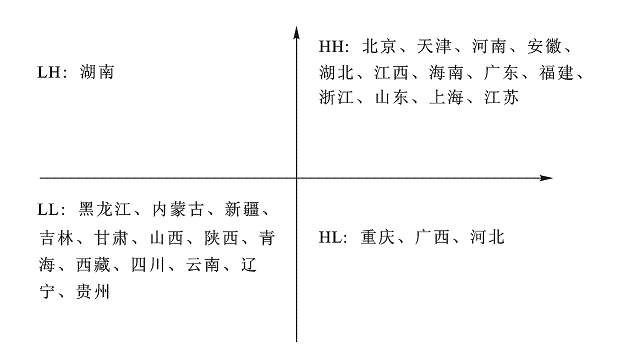 LH: 湖南
HH: 北京、天津、河南、安徽、
湖北、江西、海南、广东、福建、
浙江、山东、上海、江苏
LL: 黑龙江、内蒙古、新疆、
吉林、甘肃、山西、陕西、青
海、西藏、四川、云南、辽
宁、贵州
HL: 重庆、广西、河北